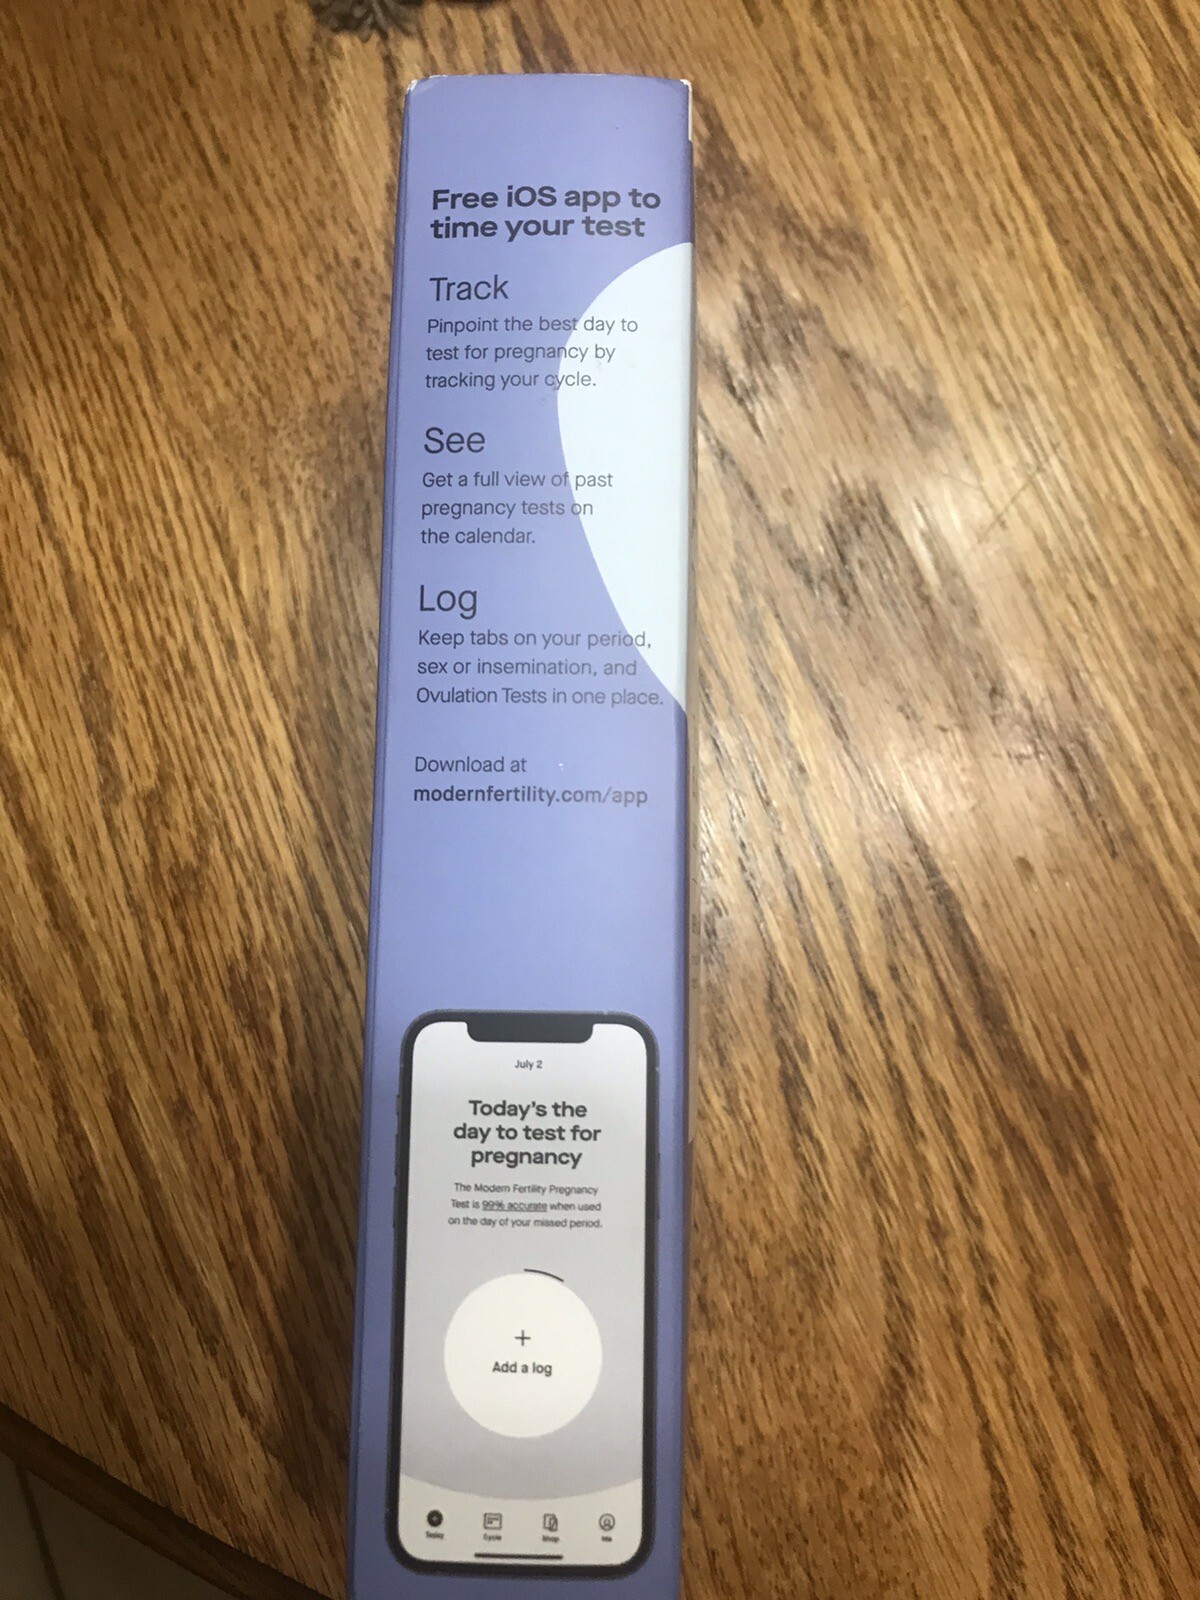 Free iOS app to
time your test
Track
Pinpoint the best day to
test for pregnancy by
tracking your cycle.
See
Get a full view of past
pregnancy tests on
the calendar.
Log
Keep tabs on your period,
sex or insemination, and
Ovulation Tests in one place.
Download at
modernfertility.com/app
July 2
Today's the
day to test for
pregnancy
The Modern Fertility Pregnancy
Test is 99% accurate when used
on the day of your missed period.
+
Add a log
Today Cycle Shop Me